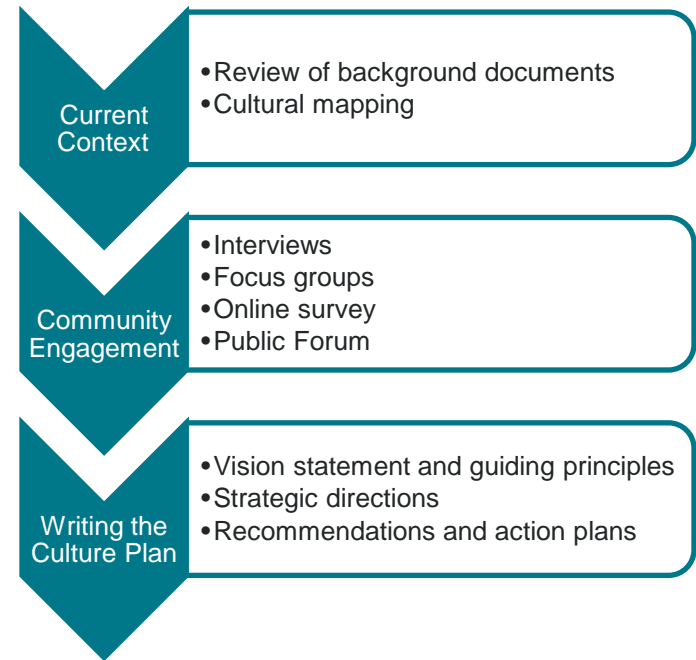 Current
Context
•Review of background documents
•Cultural mapping
Community
Engagement
•Interviews
•Focus groups
•Online survey
•Public Forum
Writing the
Culture Plan
•Vision statement and guiding principles
•Strategic directions
•Recommendations and action plans